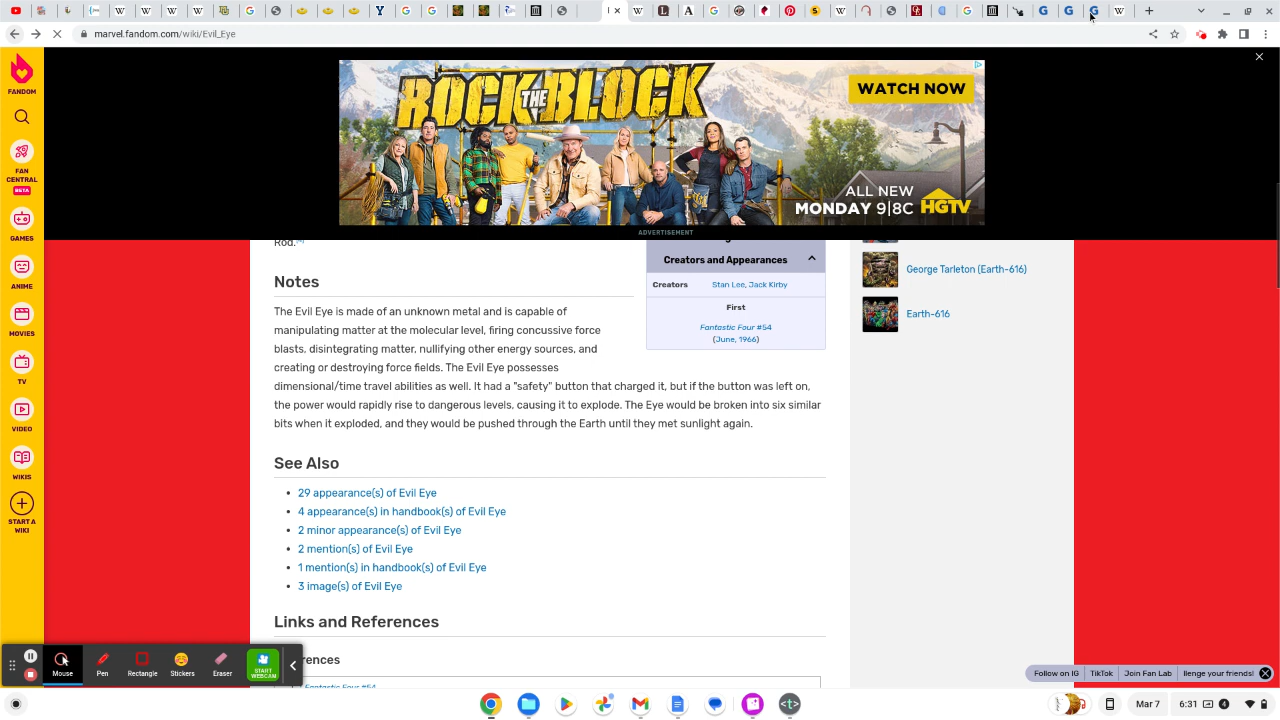 marvel.fandom.com/wiki/Evil_Eye
FANDOM
FAN
CENTRAL
BETA
GAMES
ANIME
MOVIES
TV
VIDEO
WIKIS
START A
WIKI
ROCK THE BLOCK
WATCH NOW
ALL NEW
MONDAY 9|8C HGTV
ADVERTISEMENT
Rod.
Creators and Appearances
Creators Stan Lee, Jack Kirby
First
Fantastic Four #54
(June, 1966)
George Tarleton (Earth-616)
Earth-616
Notes
The Evil Eye is made of an unknown metal and is capable of
manipulating matter at the molecular level, firing concussive force
blasts, disintegrating matter, nullifying other energy sources, and
creating or destroying force fields. The Evil Eye possesses
dimensional/time travel abilities as well. It had a "safety" button that charged it, but if the button was left on,
the power would rapidly rise to dangerous levels, causing it to explode. The Eye would be broken into six similar
bits when it exploded, and they would be pushed through the Earth until they met sunlight again.
See Also
29 appearance(s) of Evil Eye
4 appearance(s) in handbook(s) of Evil Eye
2 minor appearance(s) of Evil Eye
2 mention(s) of Evil Eye
1 mention(s) in handbook(s) of Evil Eye
3 image(s) of Evil Eye
Links and References
rences
Fantastic Four #54
Mouse
Pen
Rectangle
Stickers
Eraser
START
WEBCAM
Follow on IG
TikTok
Join Fan Lab
llenge your friends!
Mar 7
6:31